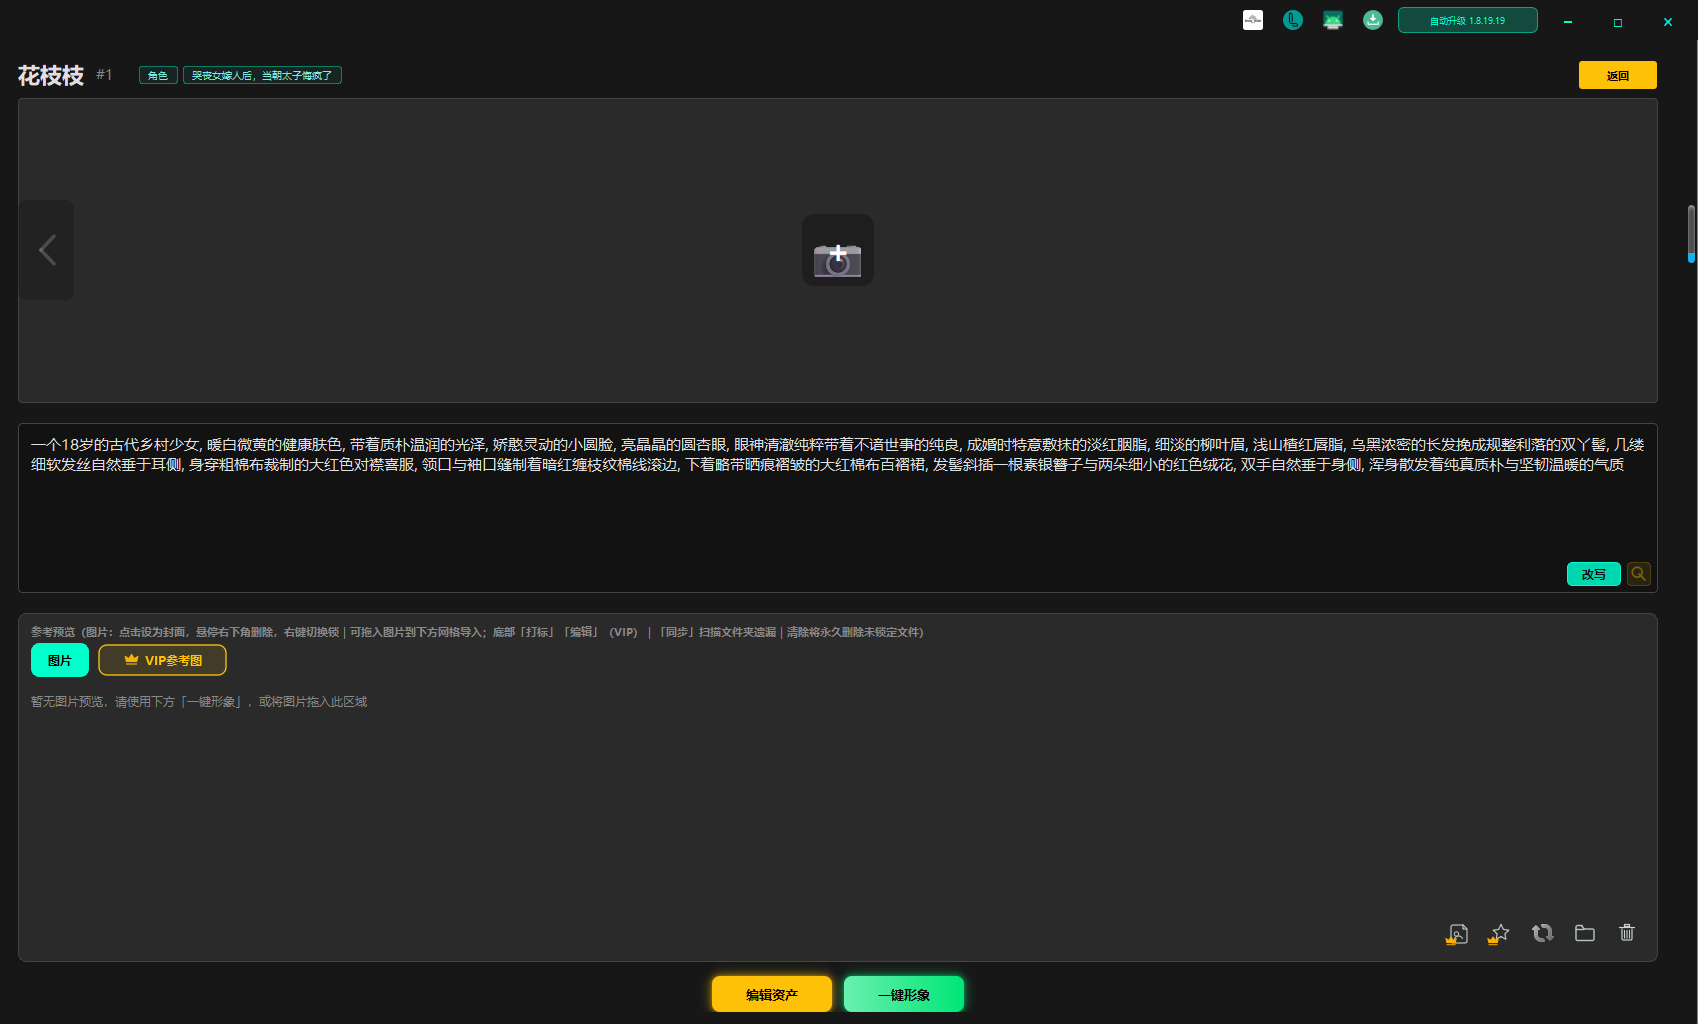 自动升级 1.8.19.19
花枝枝 #1 角色 哭丧女嫁人后，当朝太子悔疯了
返回
一个18岁的古代乡村少女, 暖白微黄的健康肤色, 带着质朴温润的光泽, 娇憨灵动的小圆脸, 亮晶晶的圆杏眼, 眼神清澈纯粹带着不谙世事的纯良, 成婚时特意敷抹的淡红胭脂, 细淡的柳叶眉, 浅山楂红唇脂, 乌黑浓密的长发挽成规整利落的双丫髻, 几缕
细软发丝自然垂于耳侧, 身穿粗棉布裁制的大红色对襟喜服, 领口与袖口缝制着暗红缠枝纹棉线滚边, 下着略带晒痕褶皱的大红棉布百褶裙, 发髻斜插一根素银簪子与两朵细小的红色绒花, 双手自然垂于身侧, 浑身散发着纯真质朴与坚韧温暖的气质
改写
参考预览（图片：点击设为封面，悬停右下角删除，右键切换锁 | 可拖入图片到下方网格导入；底部「打标」「编辑」（VIP） | 「同步」扫描文件夹遗漏 | 清除将永久删除未锁定文件）
图片 VIP参考图
暂无图片预览，请使用下方「一键形象」，或将图片拖入此区域
编辑资产 一键形象